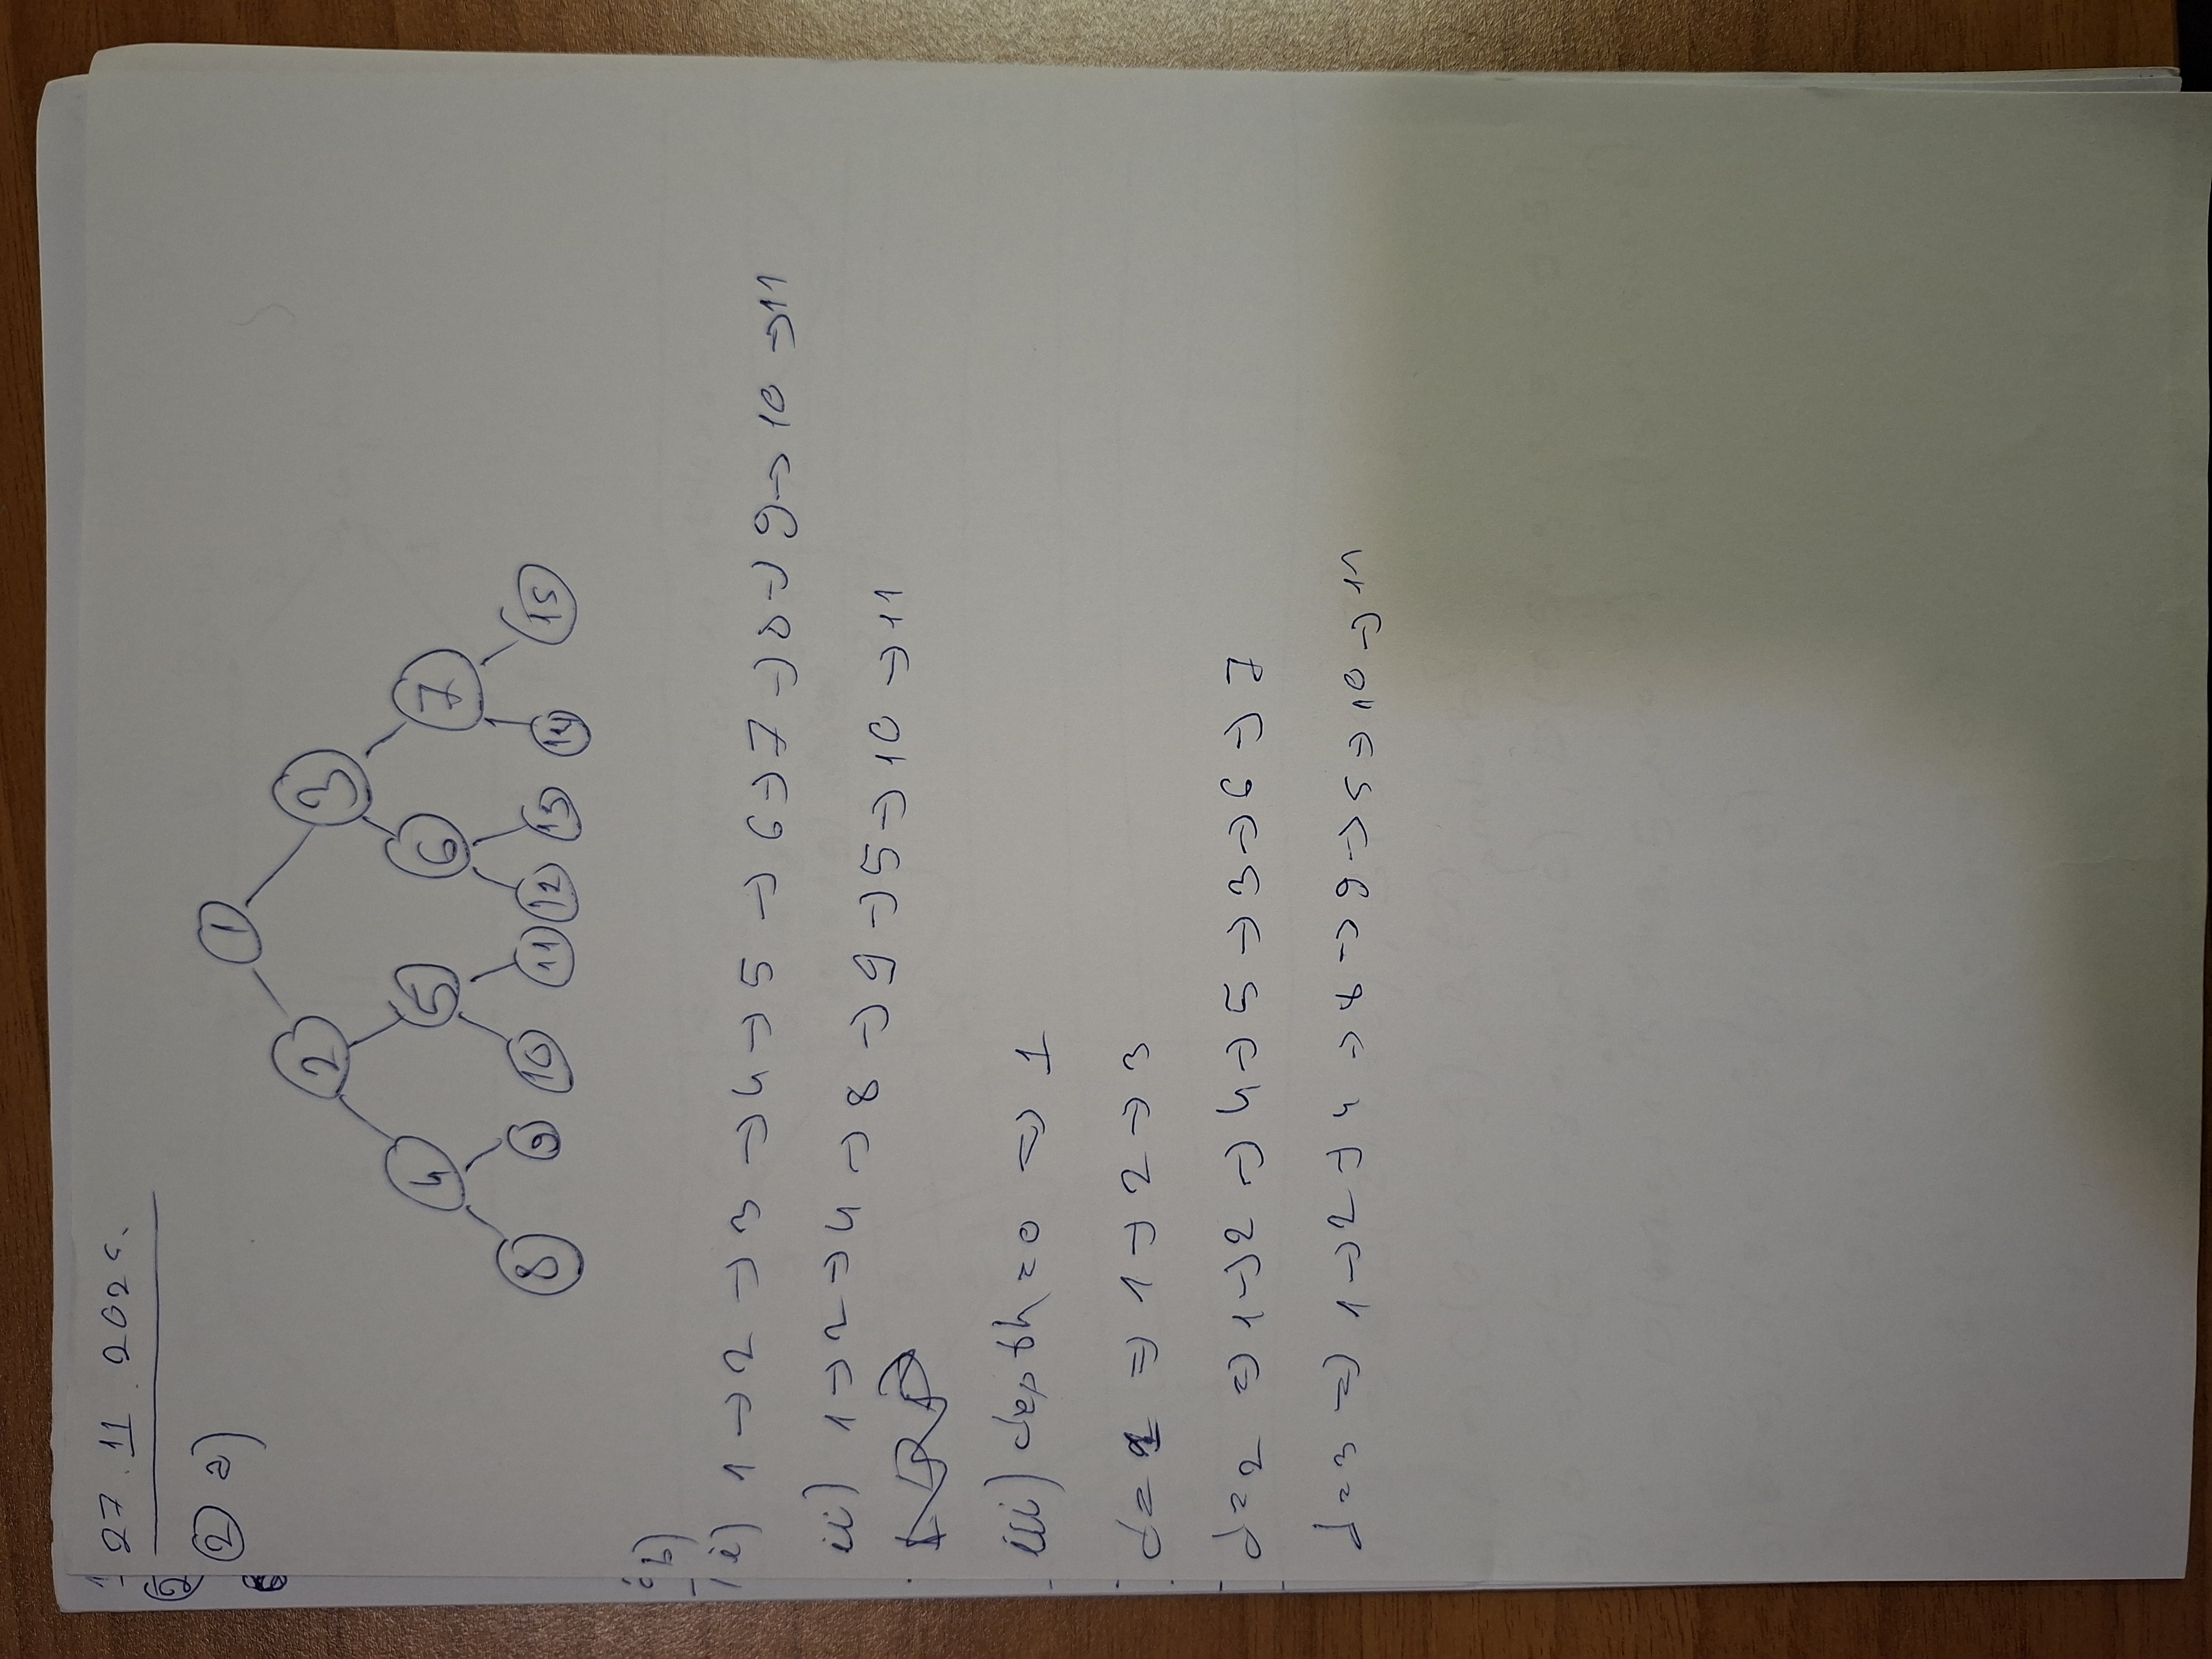 27.11.202
② a)
1
2 3
4 5 6 7
8 9 10 11 12 13 14 15
b)
i) 1 → 2 → 3 → 4 → 5 → 6 → 7 → 8 → 9 → 10 → 11
ii) 1 → 2 → 4 → 8 → 9 → 5 → 10 → 11
iii) depth = 0 => 1
d = 1 => 1 → 2 → 3
d = 2 => 1 → 2 → 4 → 5 → 3 → 6 → 7
d = 3 => 1 → 2 → 4 → 8 → 9 → 5 → 10 → 11